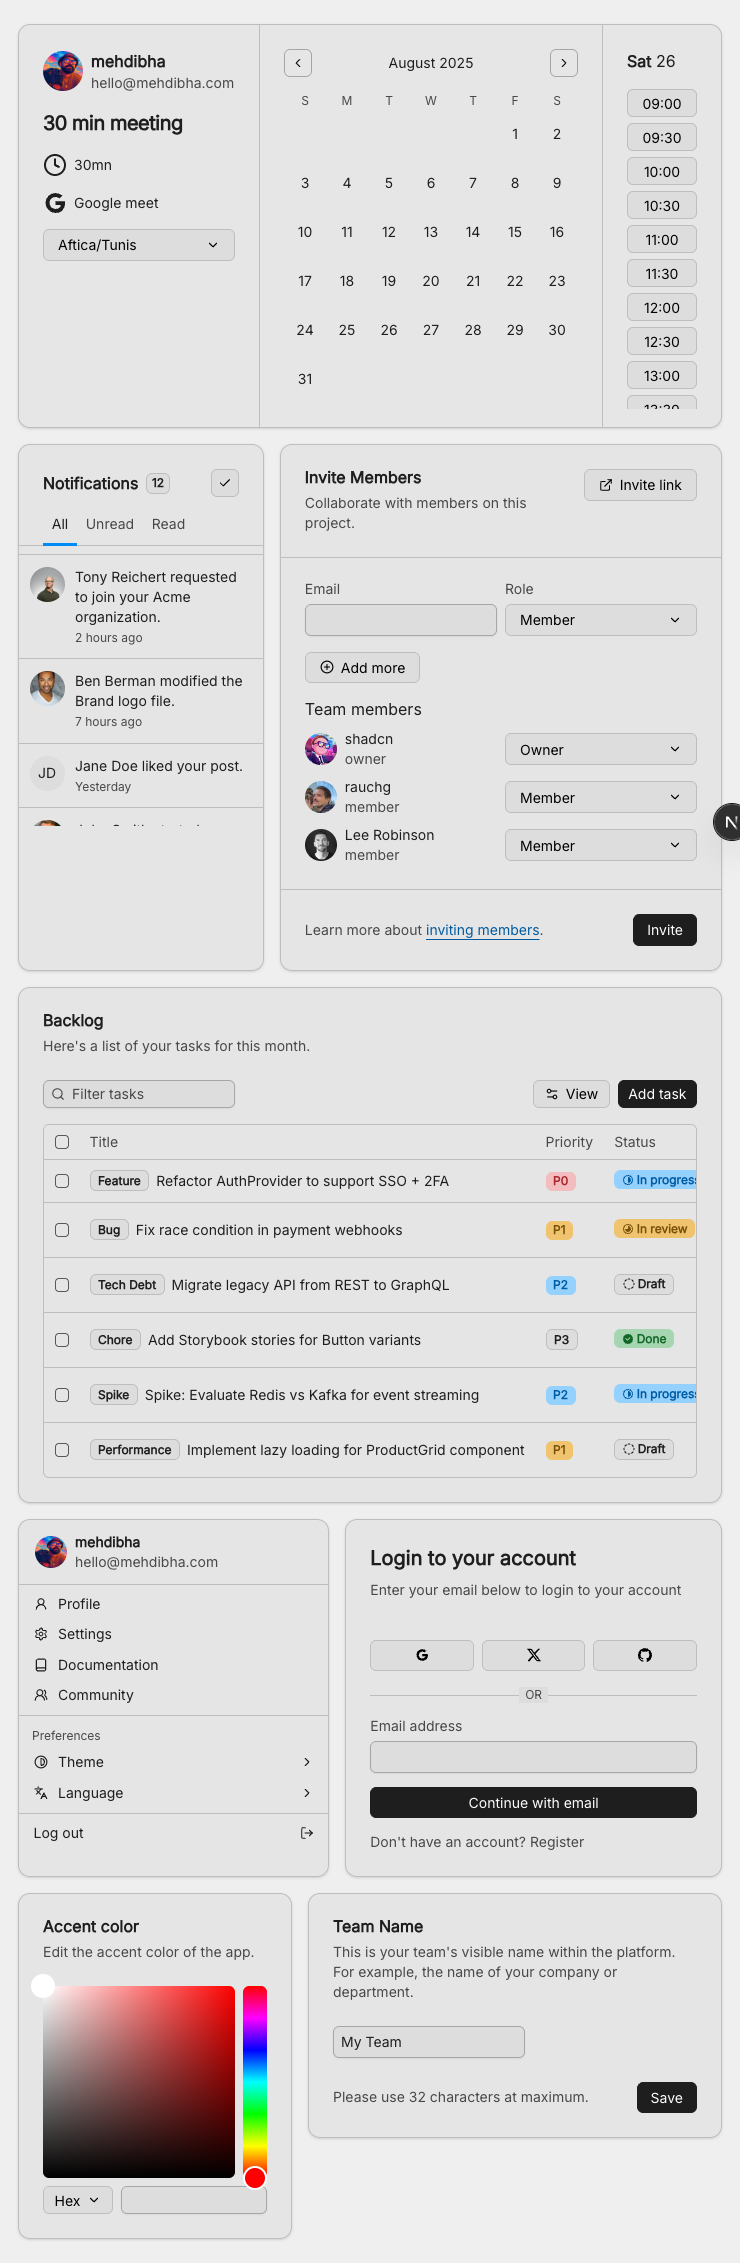 mehdibha
hello@mehdibha.com
30 min meeting
30mn
Google meet
Aftica/Tunis
August 2025
S M T W T F S
1 2
3 4 5 6 7 8 9
10 11 12 13 14 15 16
17 18 19 20 21 22 23
24 25 26 27 28 29 30
31
Sat 26
09:00
09:30
10:00
10:30
11:00
11:30
12:00
12:30
13:00
Notifications 12
All Unread Read
Tony Reichert requested
to join your Acme
organization.
2 hours ago
Ben Berman modified the
Brand logo file.
7 hours ago
JD
Jane Doe liked your post.
Yesterday
Invite Members
Collaborate with members on this
project.
Invite link
Email Role
Member
Add more
Team members
shadcn
owner
Owner
rauchg
member
Member
Lee Robinson
member
Member
Learn more about inviting members.
Invite
N
Backlog
Here's a list of your tasks for this month.
Filter tasks
View
Add task
Title Priority Status
Feature Refactor AuthProvider to support SSO + 2FA P0 In progress
Bug Fix race condition in payment webhooks P1 In review
Tech Debt Migrate legacy API from REST to GraphQL P2 Draft
Chore Add Storybook stories for Button variants P3 Done
Spike Spike: Evaluate Redis vs Kafka for event streaming P2 In progress
Performance Implement lazy loading for ProductGrid component P1 Draft
mehdibha
hello@mehdibha.com
Profile
Settings
Documentation
Community
Preferences
Theme
Language
Log out
Login to your account
Enter your email below to login to your account
OR
Email address
Continue with email
Don't have an account? Register
Accent color
Edit the accent color of the app.
Hex
Team Name
This is your team's visible name within the platform.
For example, the name of your company or
department.
My Team
Please use 32 characters at maximum.
Save